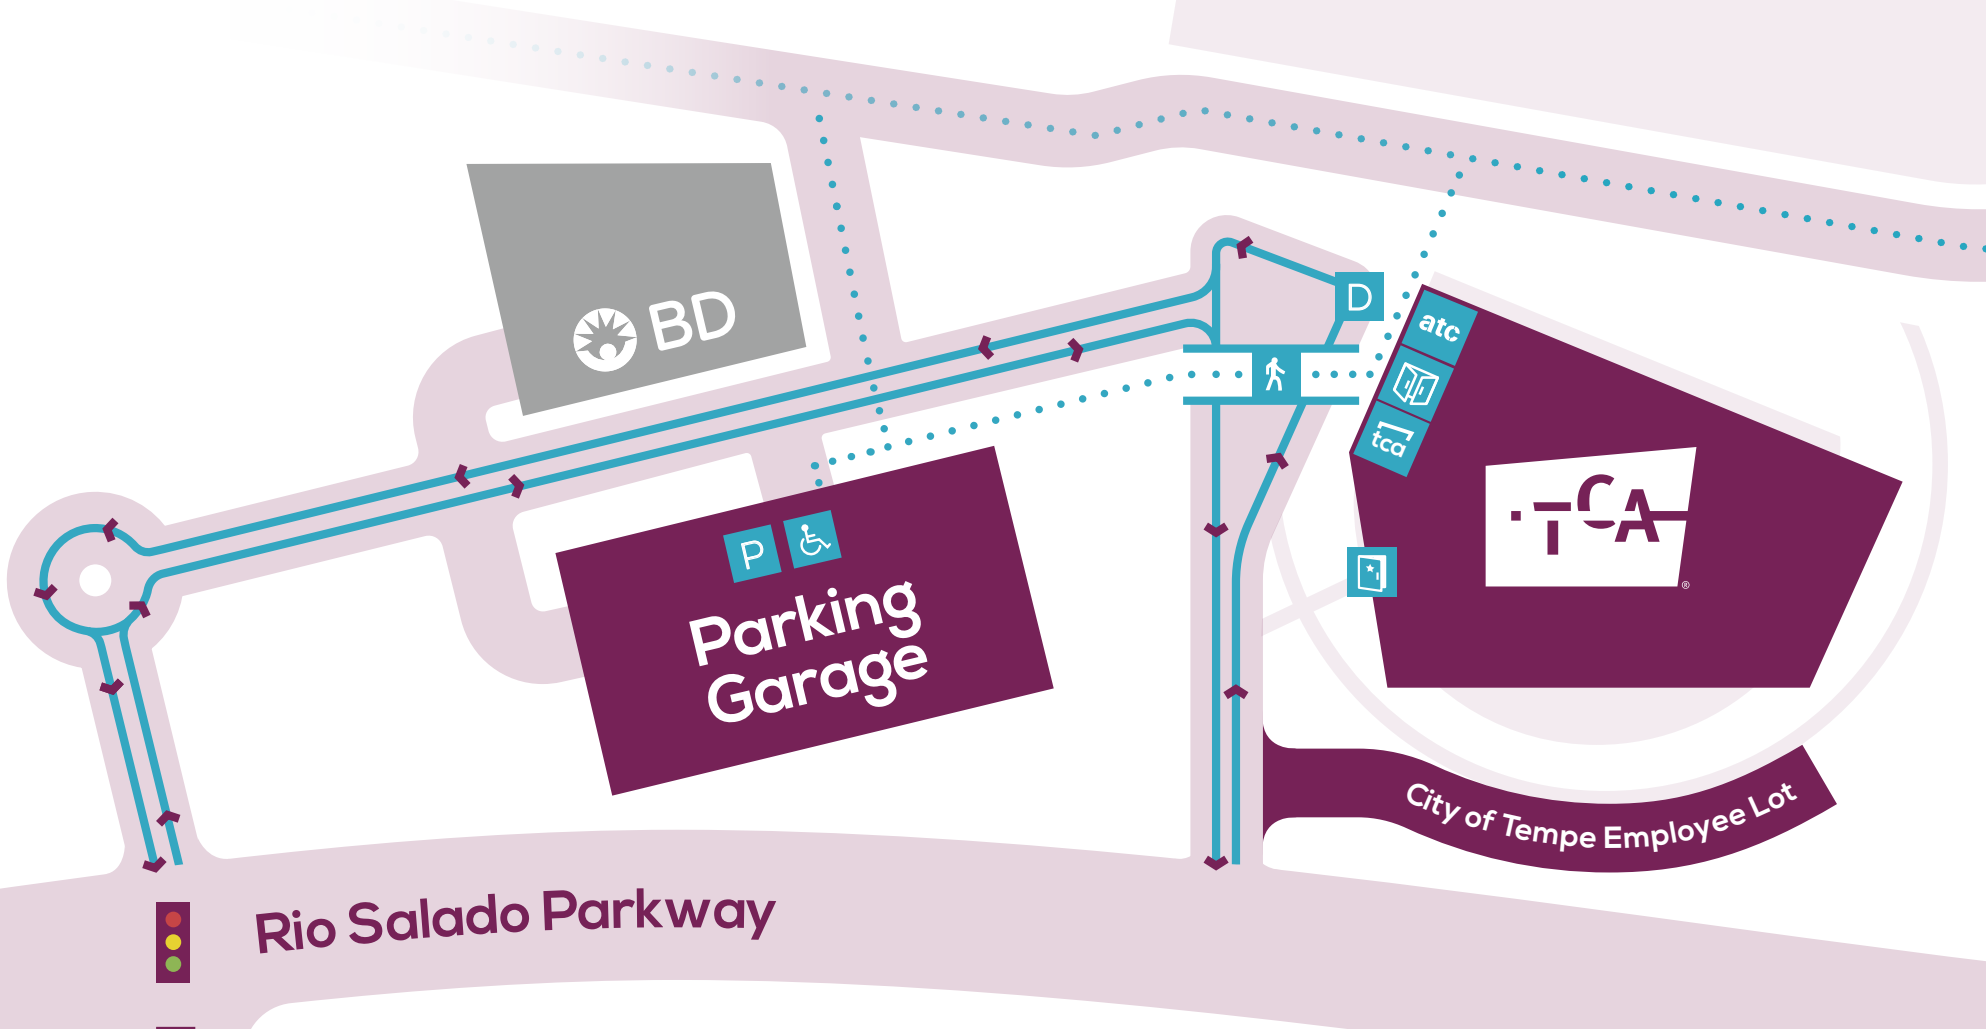 BD
D
atc
tca
P
Parking
Garage
TCA
®
City of Tempe Employee Lot
Rio Salado Parkway